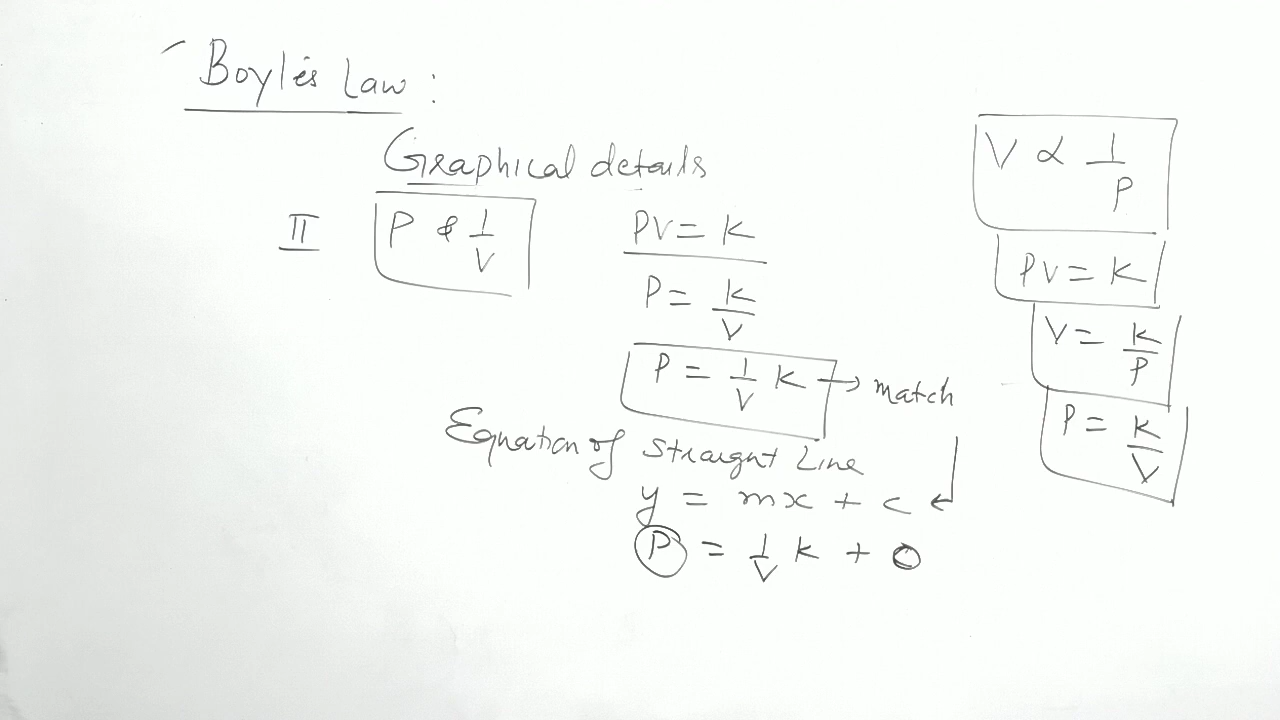 Boyle's Law :
Graphical details
II P & 1/V
PV = K
P = K/V
P = 1/V K → match
Equation of Straight Line
y = mx + c
P = 1/V K + 0
V ∝ 1/P
PV = K
V = K/P
P = K/V